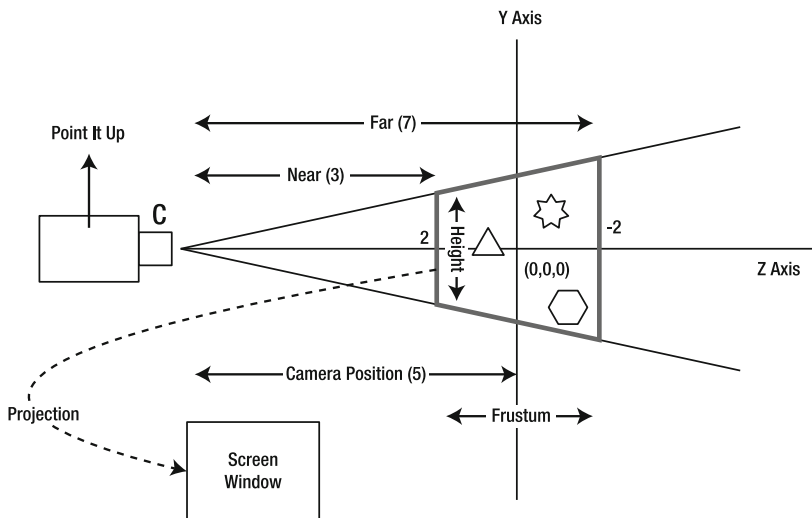 Y Axis
Far (7)
Point It Up
Near (3)
C
2
Height
-2
(0,0,0)
Z Axis
Camera Position (5)
Projection
Frustum
Screen
Window